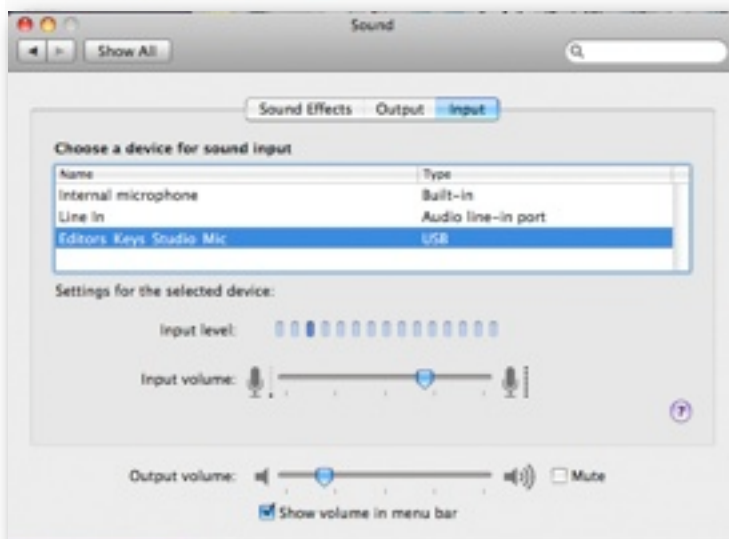 Sound
Show All
Sound Effects Output Input
Choose a device for sound input
Name Type
Internal microphone Built-in
Line In Audio line-in port
Editors Keys Studio Mic USB
Settings for the selected device:
Input level:
Input volume:
?
Output volume: Mute
Show volume in menu bar